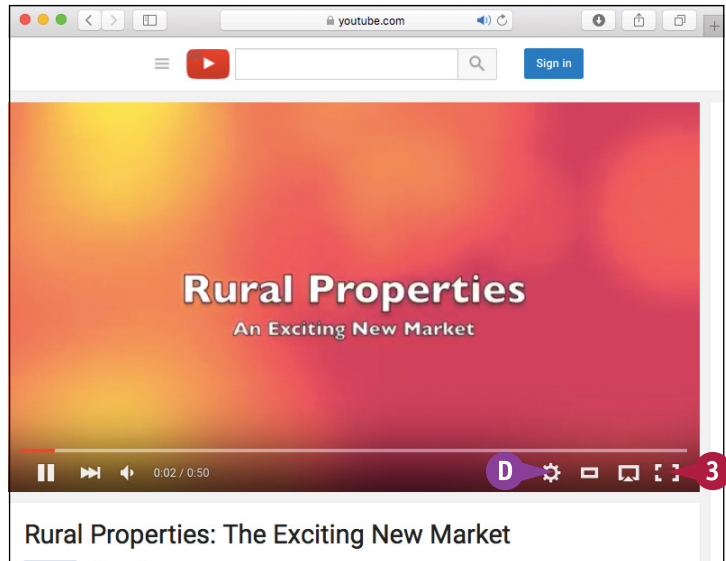 youtube.com
Sign in
Rural Properties
An Exciting New Market
0:02 / 0:50
D
3
Rural Properties: The Exciting New Market